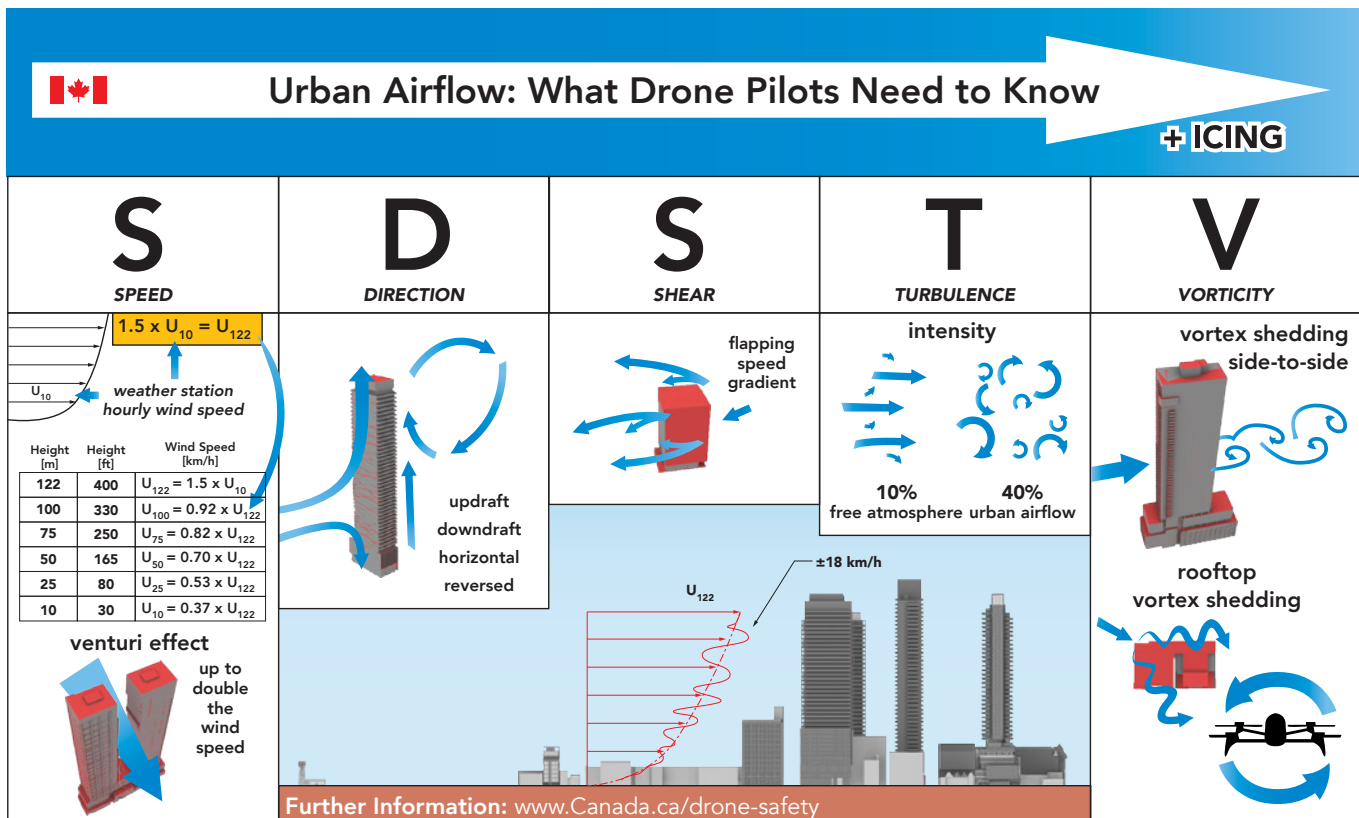 Urban Airflow: What Drone Pilots Need to Know
+ ICING
S
SPEED
D
DIRECTION
S
SHEAR
T
TURBULENCE
V
VORTICITY
1.5 x U10 = U122
U10
weather station
hourly wind speed
Height [m] Height [ft] Wind Speed [km/h]
122 400 U122 = 1.5 x U10
100 330 U100 = 0.92 x U122
75 250 U75 = 0.82 x U122
50 165 U50 = 0.70 x U122
25 80 U25 = 0.53 x U122
10 30 U10 = 0.37 x U122
venturi effect
up to
double
the
wind
speed
updraft
downdraft
horizontal
reversed
flapping
speed
gradient
intensity
10% 40%
free atmosphere urban airflow
U122
±18 km/h
vortex shedding
side-to-side
rooftop
vortex shedding
Further Information: www.Canada.ca/drone-safety